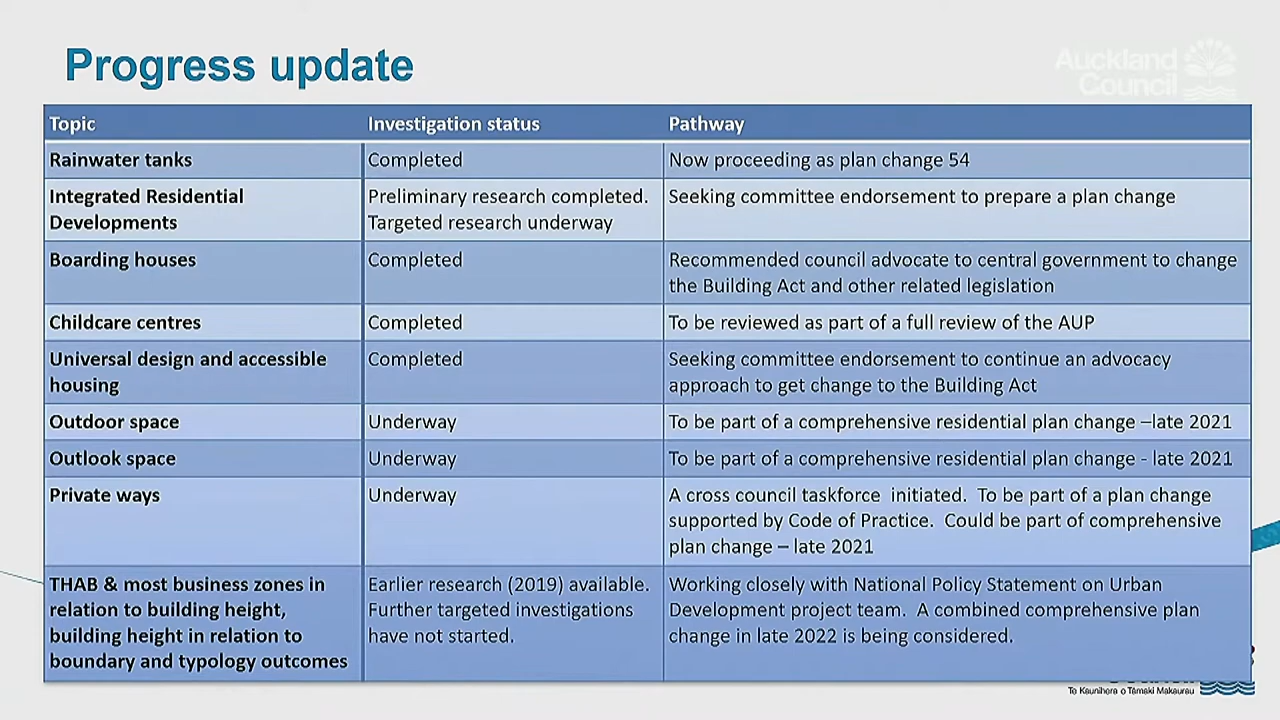 Progress update
Auckland
Council
Topic
Investigation status
Pathway
Rainwater tanks
Completed
Now proceeding as plan change 54
Integrated Residential
Developments
Preliminary research completed.
Targeted research underway
Seeking committee endorsement to prepare a plan change
Boarding houses
Completed
Recommended council advocate to central government to change
the Building Act and other related legislation
Childcare centres
Completed
To be reviewed as part of a full review of the AUP
Universal design and accessible
housing
Completed
Seeking committee endorsement to continue an advocacy
approach to get change to the Building Act
Outdoor space
Underway
To be part of a comprehensive residential plan change –late 2021
Outlook space
Underway
To be part of a comprehensive residential plan change - late 2021
Private ways
Underway
A cross council taskforce  initiated.  To be part of a plan change
supported by Code of Practice.  Could be part of comprehensive
plan change – late 2021
THAB & most business zones in
relation to building height,
building height in relation to
boundary and typology outcomes
Earlier research (2019) available.
Further targeted investigations
have not started.
Working closely with National Policy Statement on Urban
Development project team.  A combined comprehensive plan
change in late 2022 is being considered.
Te Kaunihera o Tāmaki Makaurau